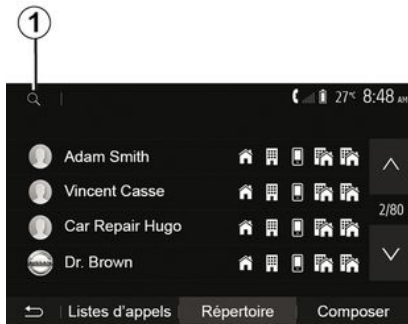 1
27°C 8:48 AM
Adam Smith
Vincent Casse
2/80
Car Repair Hugo
Dr. Brown
Listes d'appels Répertoire Composer